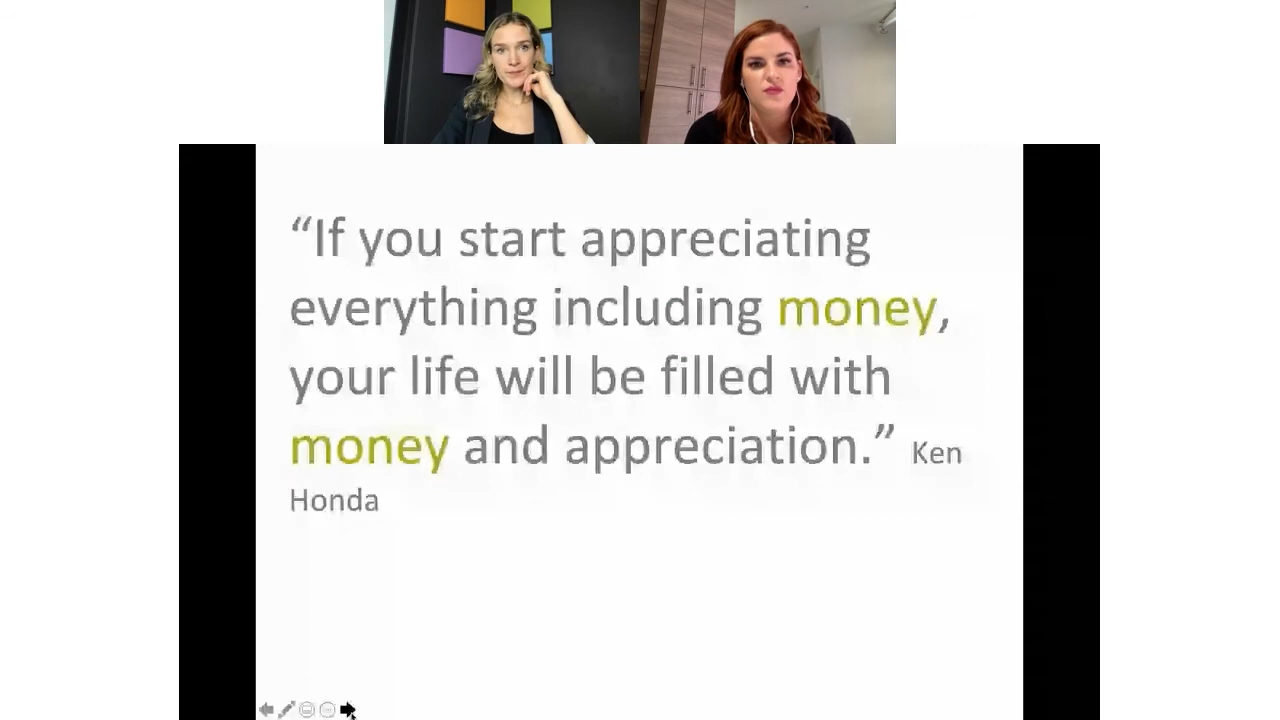 “If you start appreciating
everything including money,
your life will be filled with
money and appreciation.” Ken
Honda